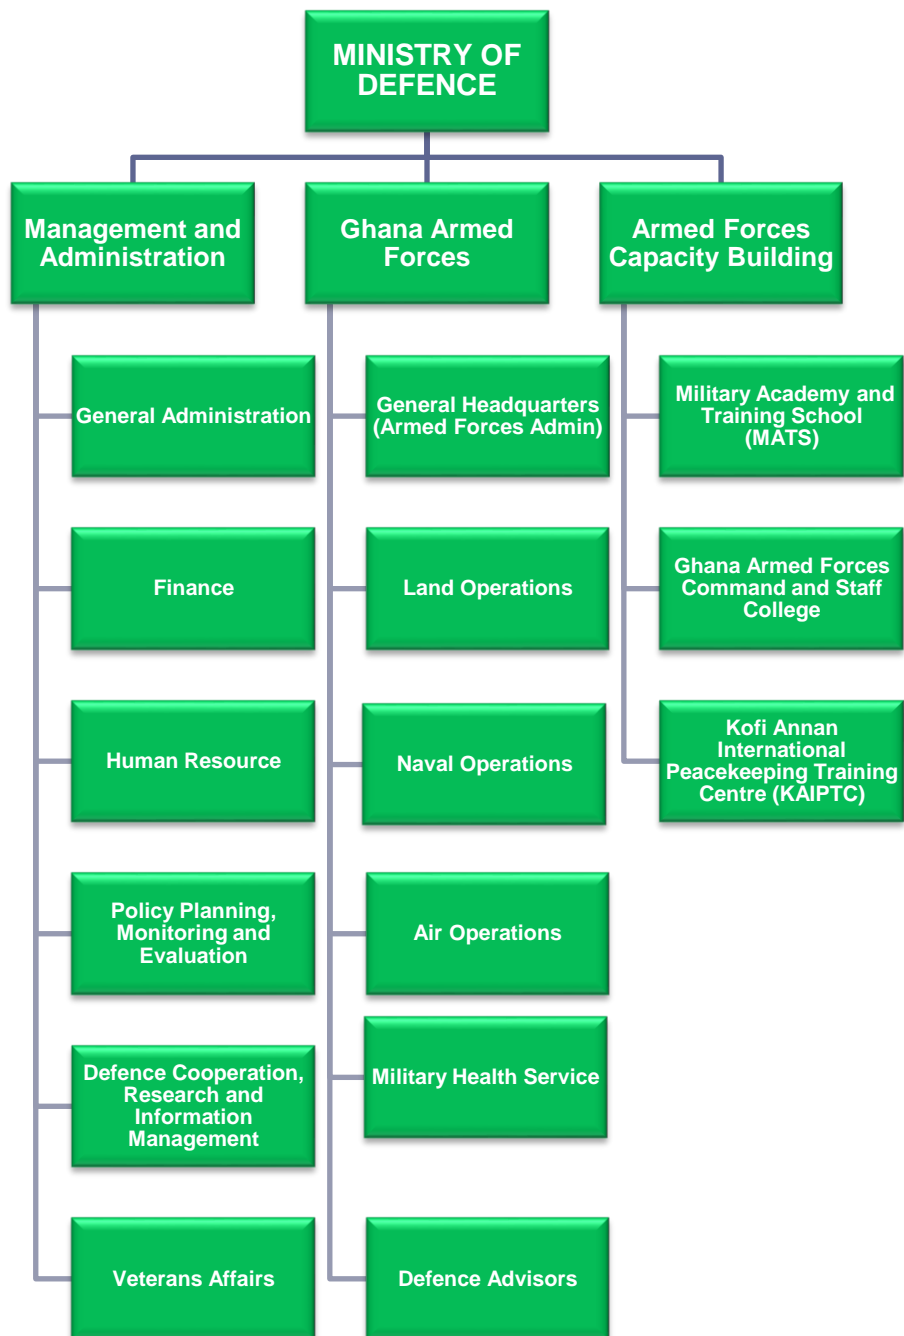 MINISTRY OF
DEFENCE
Management and
Administration
General Administration
Finance
Human Resource
Policy Planning,
Monitoring and
Evaluation
Defence Cooperation,
Research and
Information
Management
Veterans Affairs
Ghana Armed
Forces
General Headquarters
(Armed Forces Admin)
Land Operations
Naval Operations
Air Operations
Military Health Service
Defence Advisors
Armed Forces
Capacity Building
Military Academy and
Training School
(MATS)
Ghana Armed Forces
Command and Staff
College
Kofi Annan
International
Peacekeeping Training
Centre (KAIPTC)